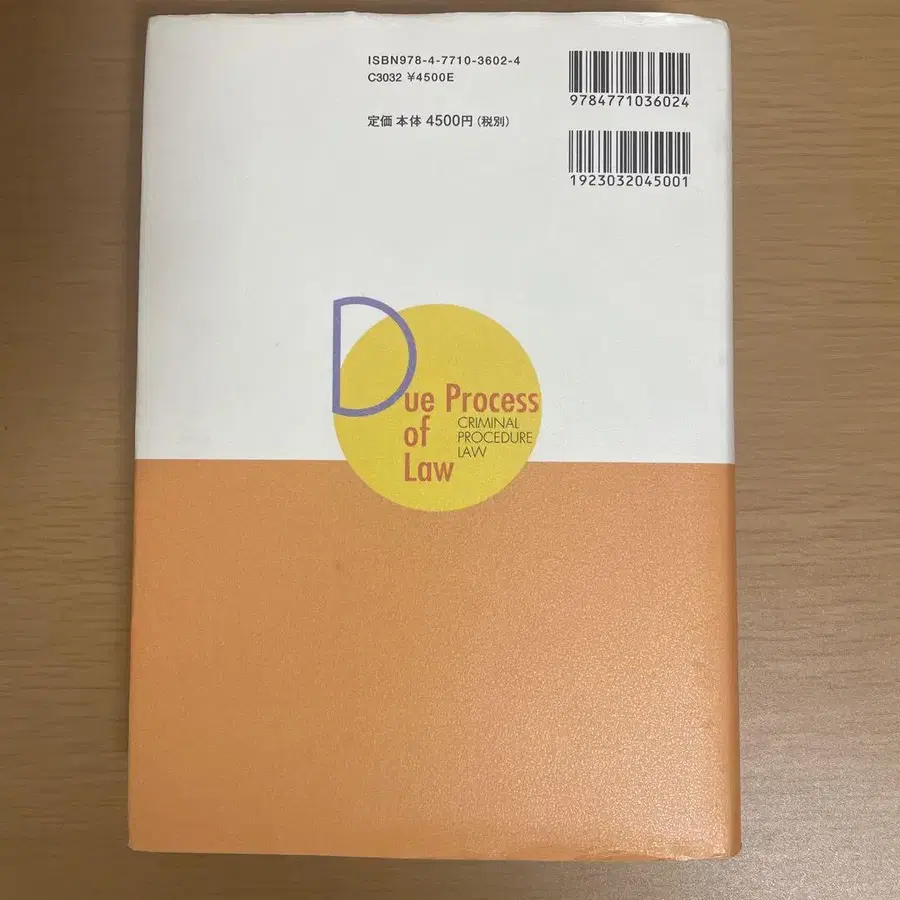 ISBN978-4-7710-3602-4
C3032 ¥4500E
定価 本体 4500円(税別)
9784771036024
1923032045001
Due Process
of
Law
CRIMINAL
PROCEDURE
LAW